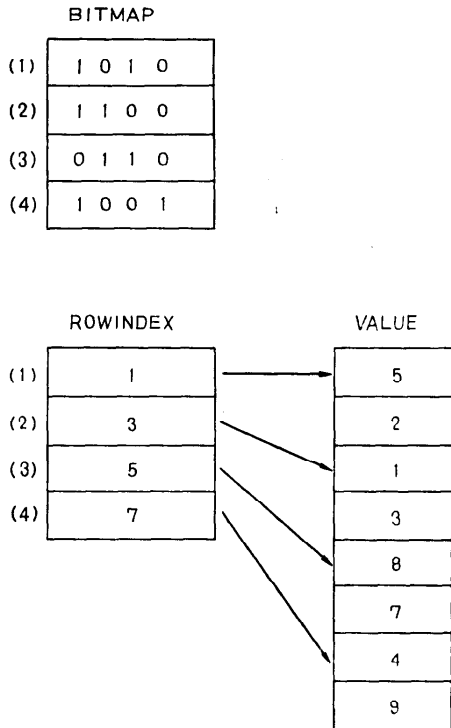 BITMAP
(1) 1 0 1 0
(2) 1 1 0 0
(3) 0 1 1 0
(4) 1 0 0 1
ROWINDEX
(1) 1
(2) 3
(3) 5
(4) 7
VALUE
5
2
1
3
8
7
4
9